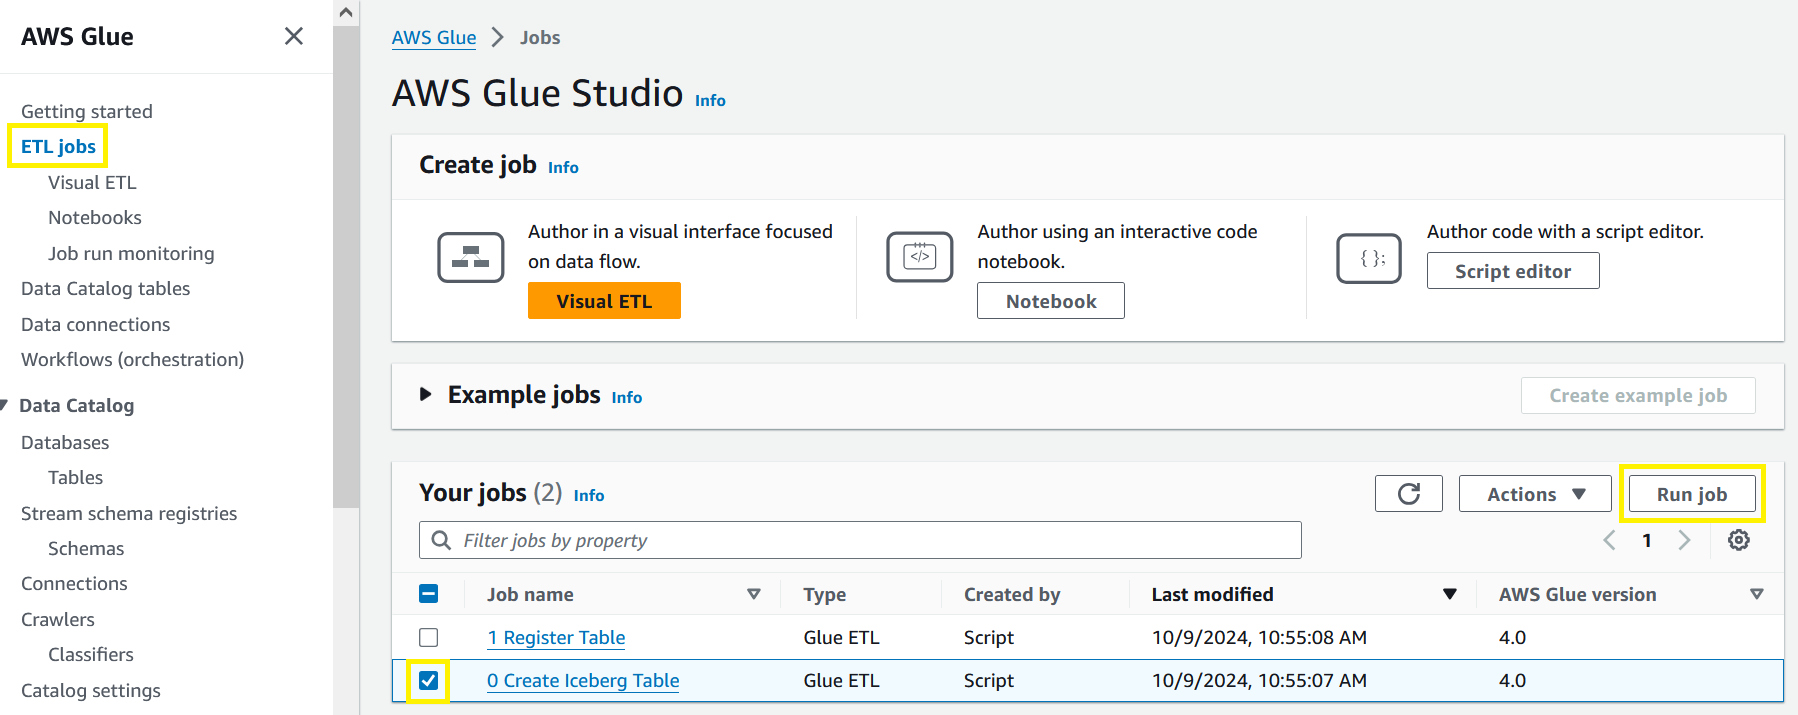 AWS Glue
Getting started
ETL jobs
Visual ETL
Notebooks
Job run monitoring
Data Catalog tables
Data connections
Workflows (orchestration)
Data Catalog
Databases
Tables
Stream schema registries
Schemas
Connections
Crawlers
Classifiers
Catalog settings
AWS Glue > Jobs
AWS Glue Studio Info
Create job Info
Author in a visual interface focused
on data flow.
Visual ETL
</>
Author using an interactive code
notebook.
Notebook
{ };
Author code with a script editor.
Script editor
Example jobs Info
Create example job
Your jobs (2) Info
Actions
Run job
Filter jobs by property
1
Job name Type Created by Last modified AWS Glue version
1 Register Table Glue ETL Script 10/9/2024, 10:55:08 AM 4.0
0 Create Iceberg Table Glue ETL Script 10/9/2024, 10:55:07 AM 4.0